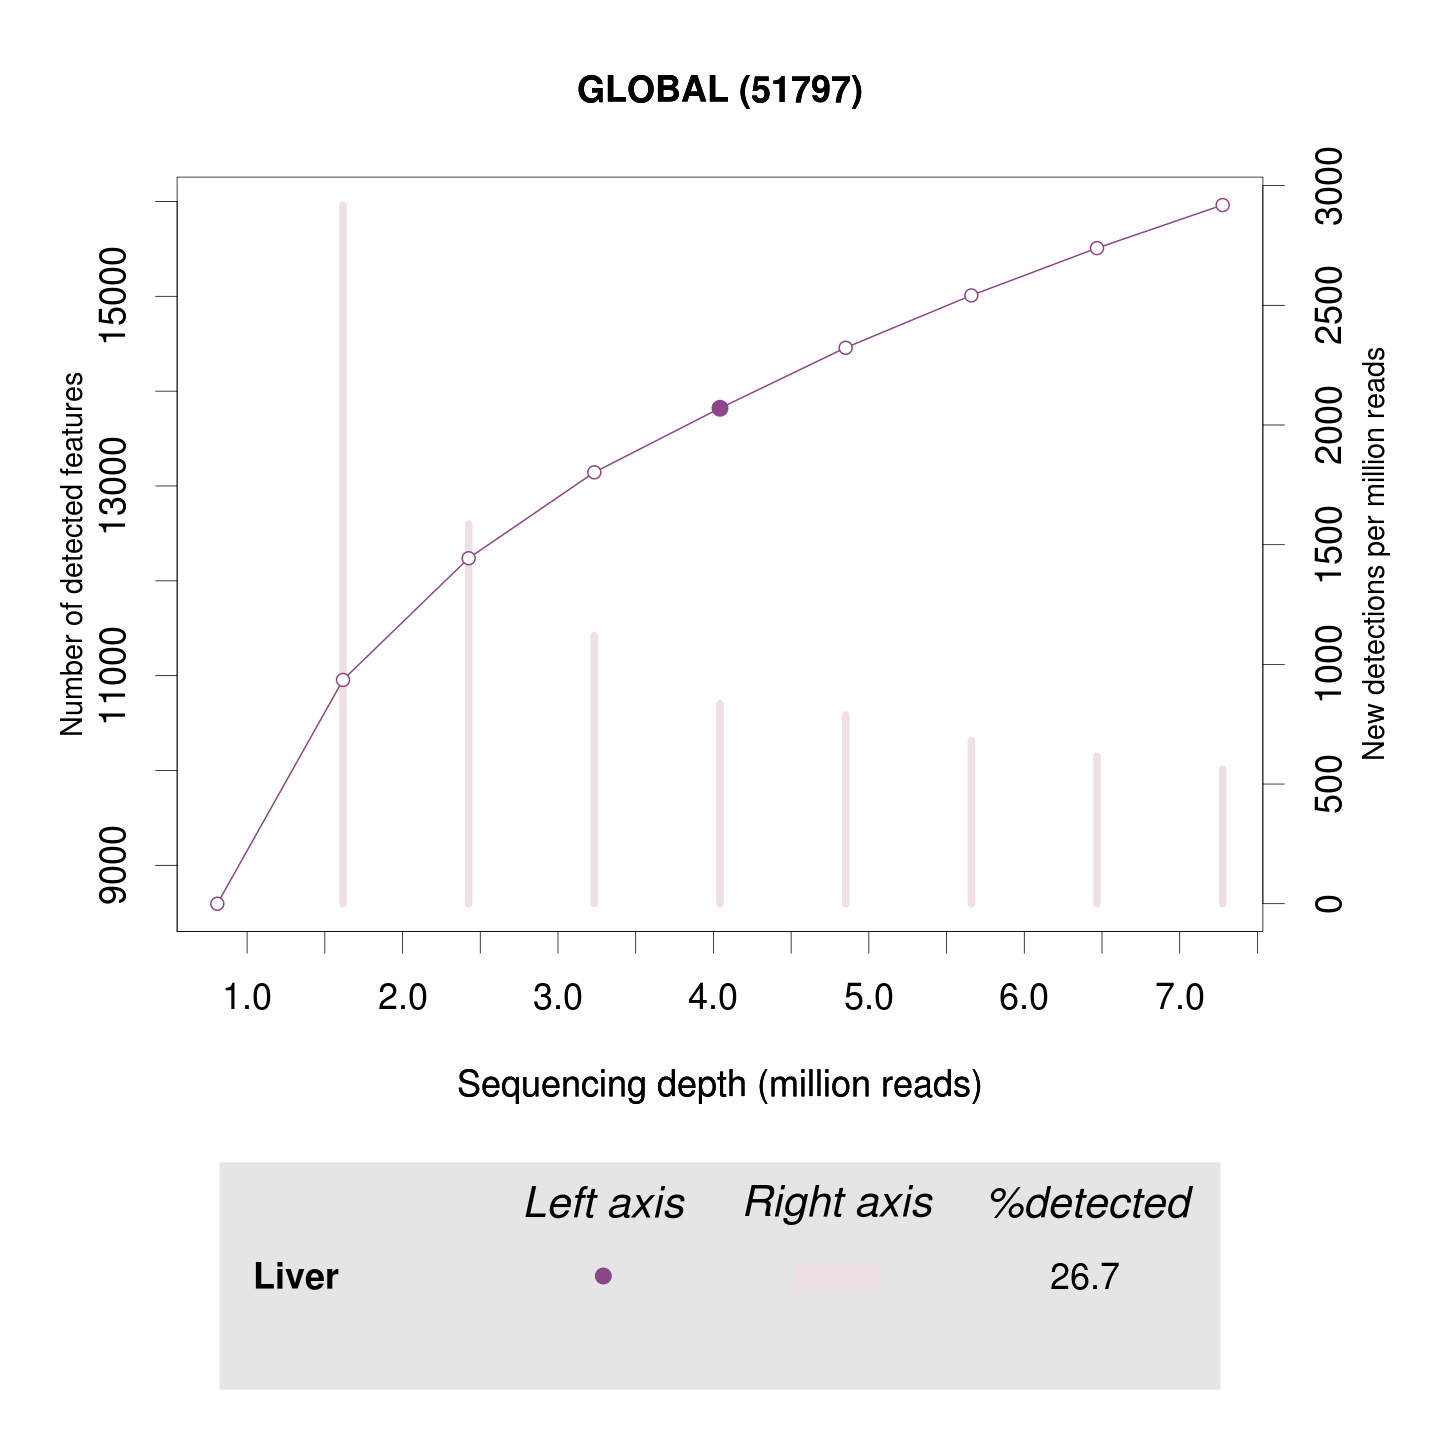 GLOBAL (51797)
Number of detected features
15000
13000
11000
9000
3000
2500
2000
1500
1000
500
0
New detections per million reads
1.0 2.0 3.0 4.0 5.0 6.0 7.0
Sequencing depth (million reads)
Left axis Right axis %detected
Liver 26.7